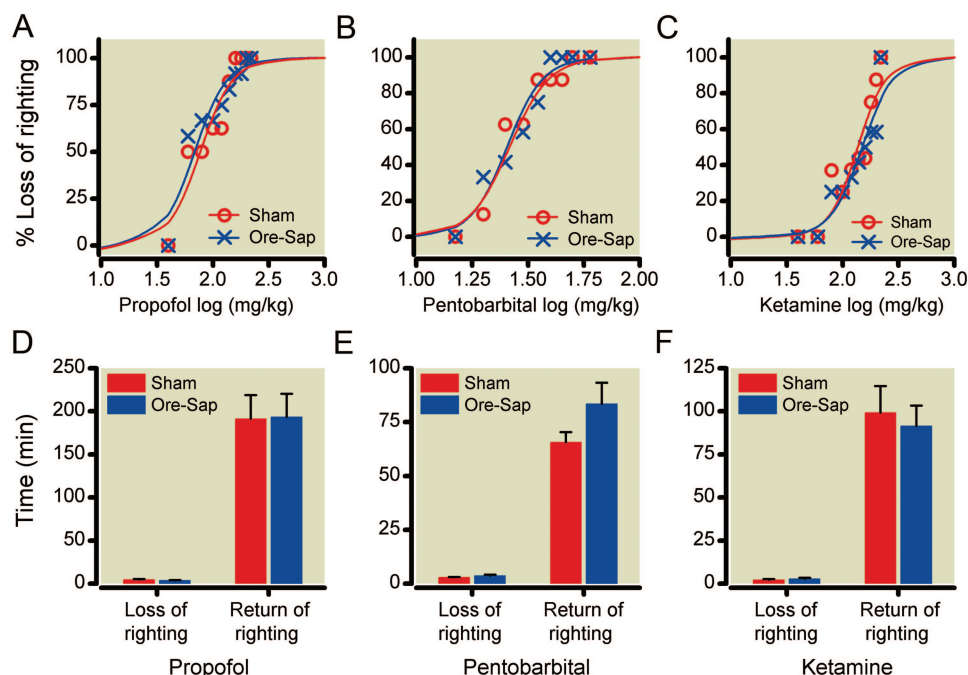 A
B
C
% Loss of righting
100
75
50
25
0
Sham
Ore-Sap
1.0
1.5
2.0
2.5
3.0
Propofol log (mg/kg)
100
80
60
40
20
0
Sham
Ore-Sap
1.00
1.25
1.50
1.75
2.00
Pentobarbital log (mg/kg)
100
80
60
40
20
0
Sham
Ore-Sap
1.0
1.5
2.0
2.5
3.0
Ketamine log (mg/kg)
D
E
F
Time (min)
250
200
150
100
50
0
Sham
Ore-Sap
Loss of
righting
Return of
righting
Propofol
100
75
50
25
0
Sham
Ore-Sap
Loss of
righting
Return of
righting
Pentobarbital
125
100
75
50
25
0
Sham
Ore-Sap
Loss of
righting
Return of
righting
Ketamine